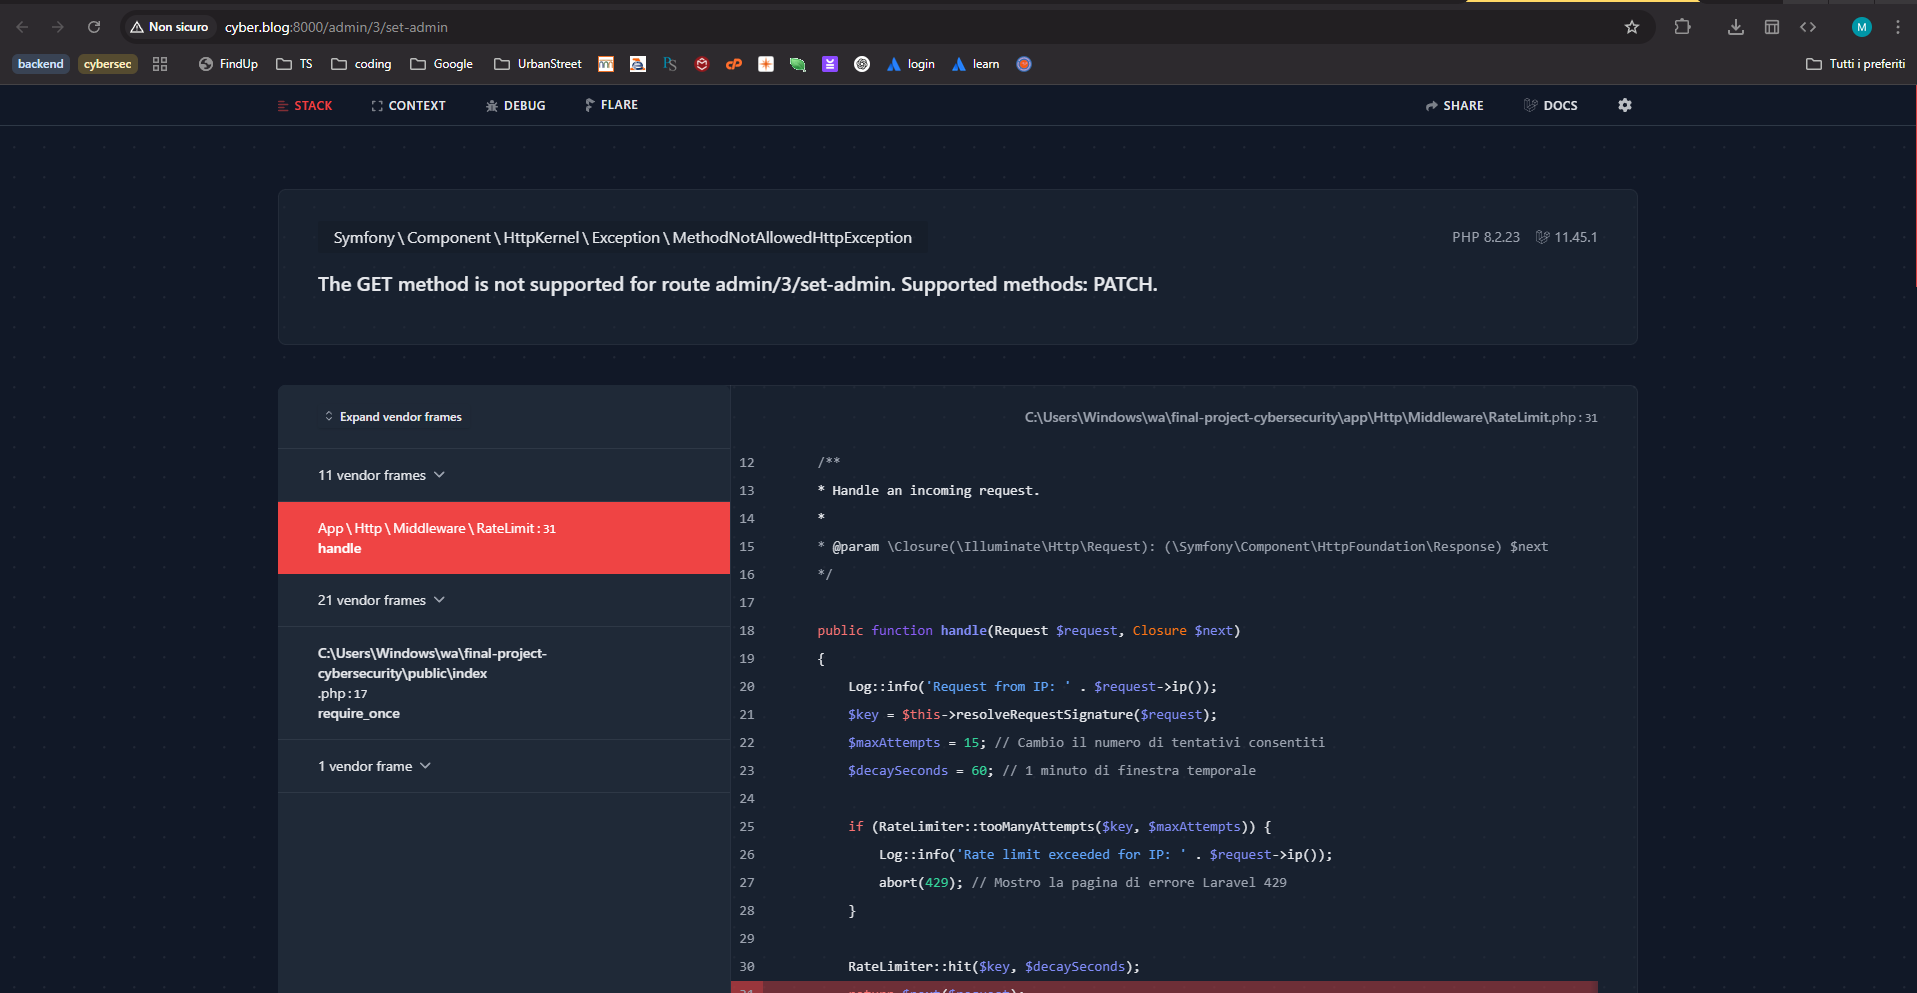 Non sicuro cyber.blog:8000/admin/3/set-admin M
backend cybersec FindUp TS coding Google UrbanStreet login learn Tutti i preferiti
STACK CONTEXT DEBUG FLARE SHARE DOCS
Symfony\Component\HttpKernel\Exception\MethodNotAllowedHttpException
PHP 8.2.23 11.45.1
The GET method is not supported for route admin/3/set-admin. Supported methods: PATCH.
Expand vendor frames
11 vendor frames
App\Http\Middleware\RateLimit:31
handle
21 vendor frames
C:\Users\Windows\wa\final-project-
cybersecurity\public\index
.php:17
require_once
1 vendor frame
C:\Users\Windows\wa\final-project-cybersecurity\app\Http\Middleware\RateLimit.php:31
12 /**
13 * Handle an incoming request.
14 *
15 * @param \Closure(\Illuminate\Http\Request): (\Symfony\Component\HttpFoundation\Response) $next
16 */
17
18 public function handle(Request $request, Closure $next)
19 {
20 Log::info('Request from IP: ' . $request->ip());
21 $key = $this->resolveRequestSignature($request);
22 $maxAttempts = 15; // Cambio il numero di tentativi consentiti
23 $decaySeconds = 60; // 1 minuto di finestra temporale
24
25 if (RateLimiter::tooManyAttempts($key, $maxAttempts)) {
26 Log::info('Rate limit exceeded for IP: ' . $request->ip());
27 abort(429); // Mostro la pagina di errore Laravel 429
28 }
29
30 RateLimiter::hit($key, $decaySeconds);
31 return $next($request);